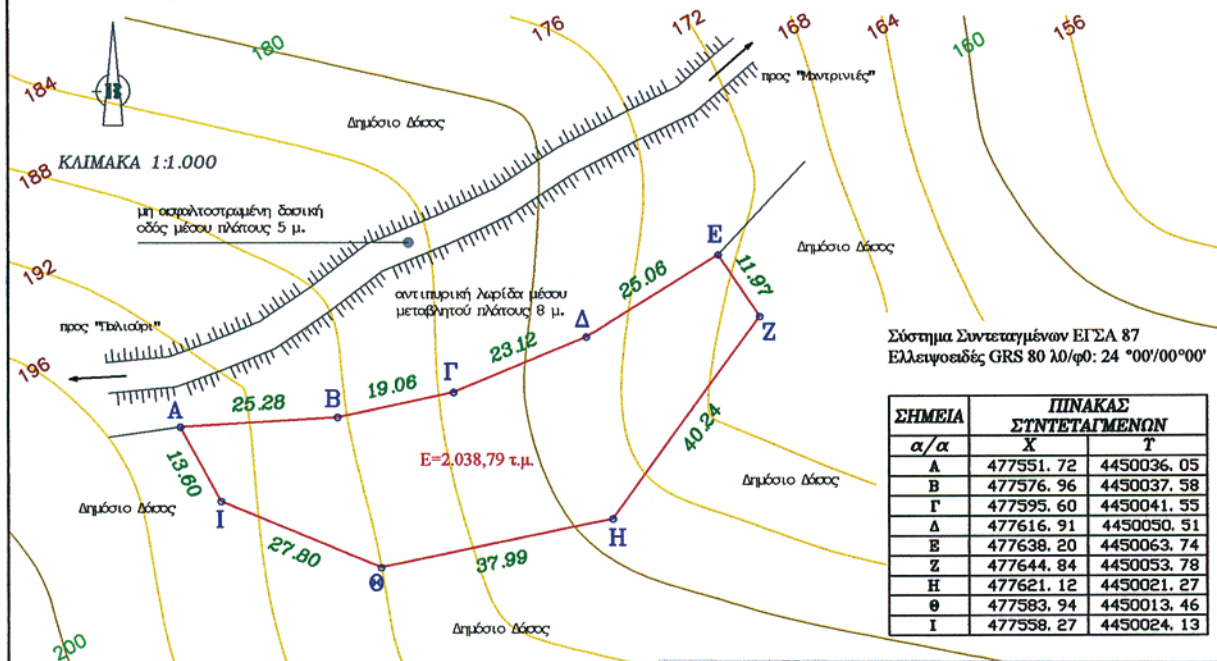 180
176
172
168
164
160
156
184
Β
προς "Μαντρινιές"
Δημόσιο Δάσος
ΚΛΙΜΑΚΑ 1:1.000
188
μη ασφαλτοστρωμένη δασική
οδός μέσου πλάτους 5 μ.
Ε
Δημόσιο Δάσος
192
25.06
11.97
αντιπυρική λωρίδα μέσου
μεταβλητού πλάτους 8 μ.
Δ
Ζ
προς "Παλιούρι"
23.12
196
Γ
19.06
Β
25.28
Α
40.24
Ε=2.038,79 τ.μ.
13.60
Δημόσιο Δάσος
Δημόσιο Δάσος
Ι
Η
27.80
37.99
Θ
Δημόσιο Δάσος
200
Σύστημα Συντεταγμένων ΕΓΣΑ 87
Ελλειψοειδές GRS 80 λ0/φ0: 24 °00'/00°00'
ΣΗΜΕΙΑ ΠΙΝΑΚΑΣ
ΣΥΝΤΕΤΑΓΜΕΝΩΝ
α/α Χ Υ
Α 477551.72 4450036.05
Β 477576.96 4450037.58
Γ 477595.60 4450041.55
Δ 477616.91 4450050.51
Ε 477638.20 4450063.74
Ζ 477644.84 4450053.78
Η 477621.12 4450021.27
Θ 477583.94 4450013.46
Ι 477558.27 4450024.13